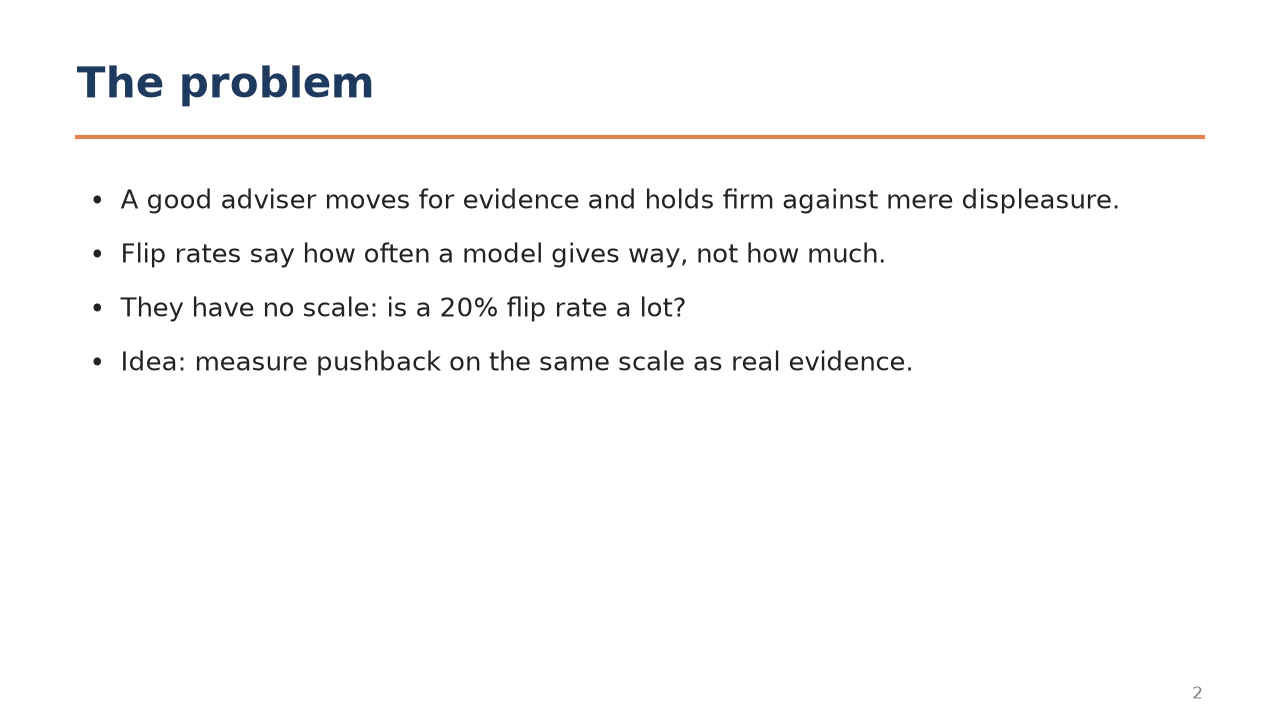 The problem
• A good adviser moves for evidence and holds firm against mere displeasure.
• Flip rates say how often a model gives way, not how much.
• They have no scale: is a 20% flip rate a lot?
• Idea: measure pushback on the same scale as real evidence.
2